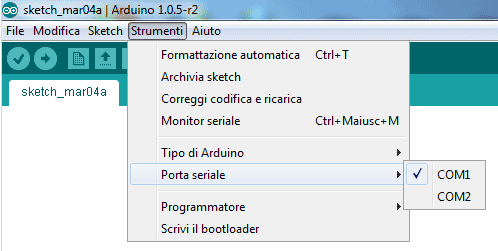 sketch_mar04a | Arduino 1.0.5-r2
File Modifica Sketch Strumenti Aiuto
sketch_mar04a
Formattazione automatica Ctrl+T
Archivia sketch
Correggi codifica e ricarica
Monitor seriale Ctrl+Maiusc+M
Tipo di Arduino
Porta seriale
COM1
COM2
Programmatore
Scrivi il bootloader